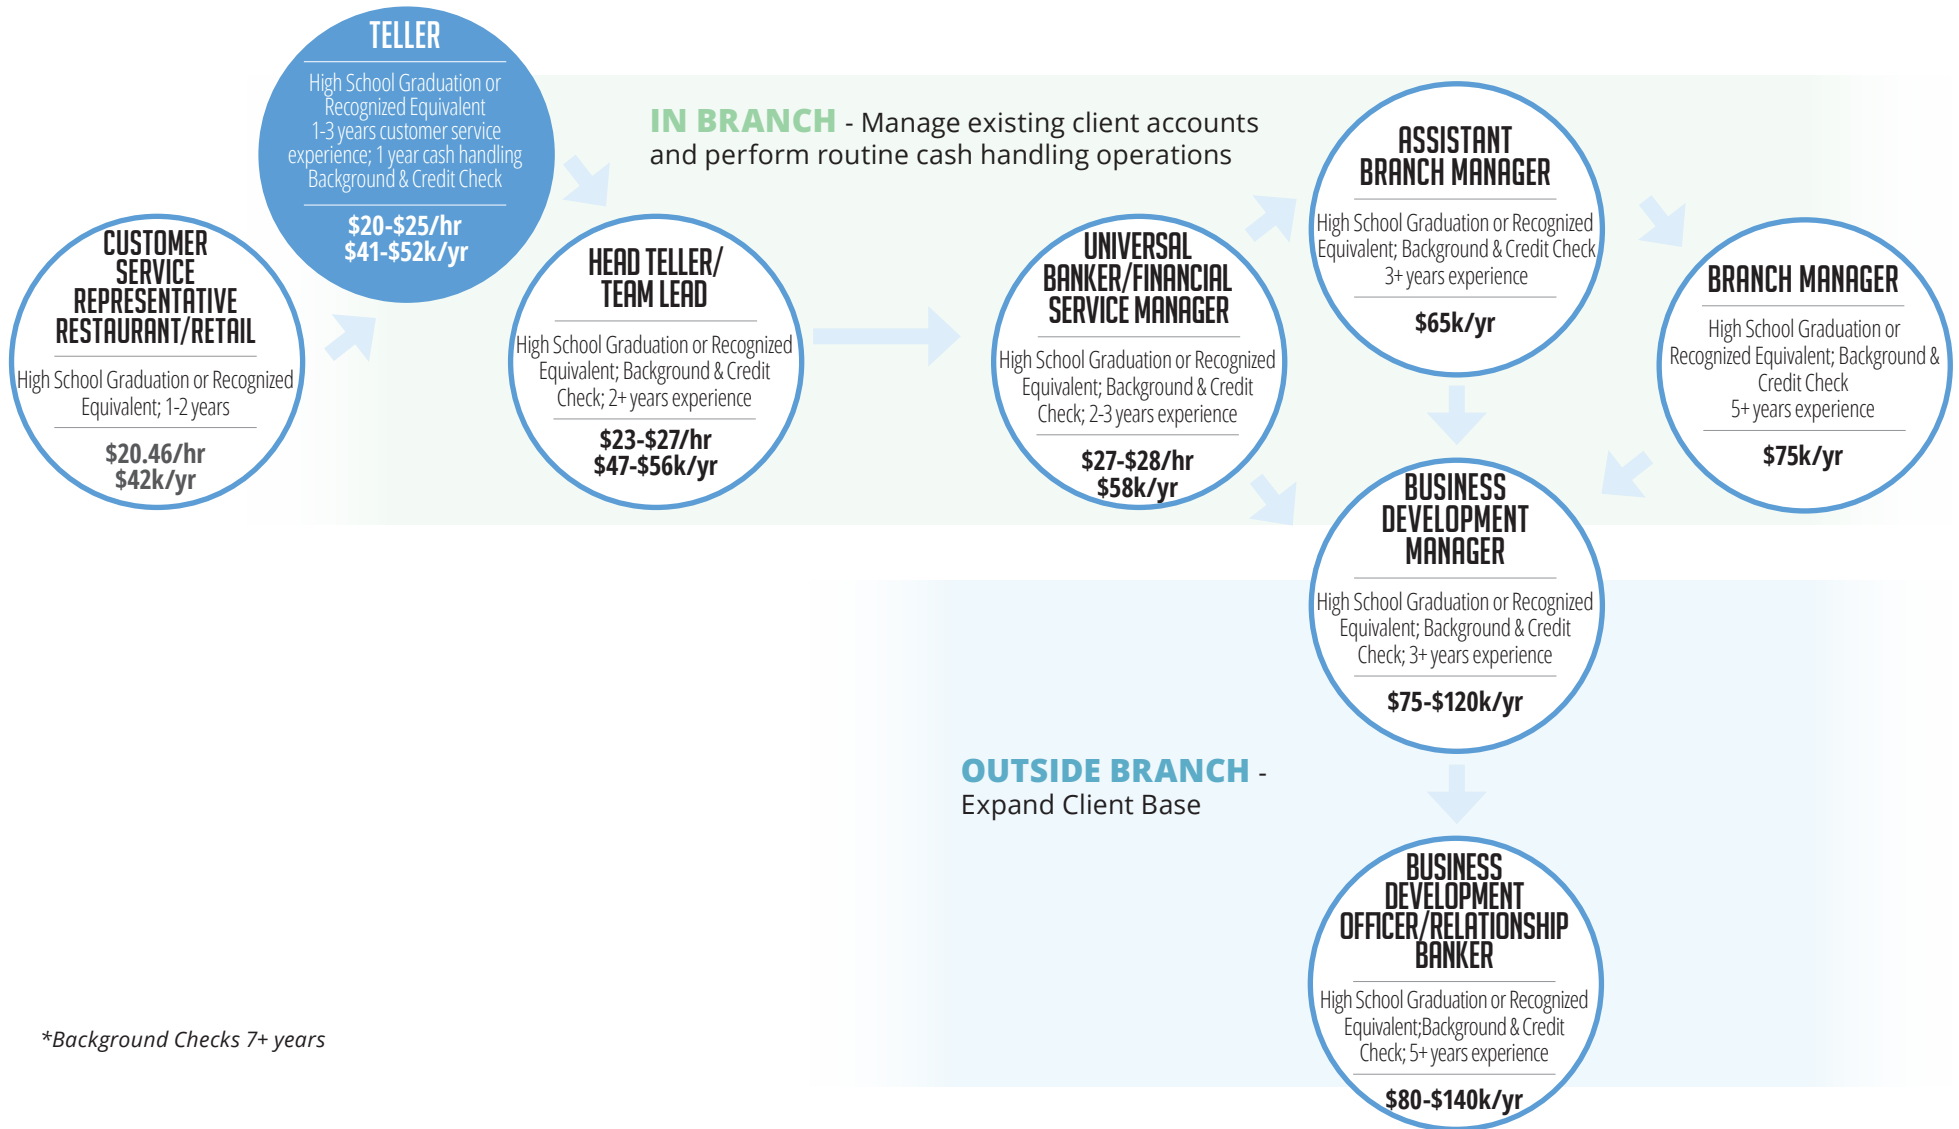 TELLER
High School Graduation or
Recognized Equivalent
1-3 years customer service
experience; 1 year cash handling
Background & Credit Check
$20-$25/hr
$41-$52k/yr
IN BRANCH - Manage existing client accounts
and perform routine cash handling operations
CUSTOMER
SERVICE
REPRESENTATIVE
RESTAURANT/RETAIL
High School Graduation or Recognized
Equivalent; 1-2 years
$20.46/hr
$42k/yr
HEAD TELLER/
TEAM LEAD
High School Graduation or Recognized
Equivalent; Background & Credit
Check; 2+ years experience
$23-$27/hr
$47-$56k/yr
UNIVERSAL
BANKER/FINANCIAL
SERVICE MANAGER
High School Graduation or Recognized
Equivalent; Background & Credit
Check; 2-3 years experience
$27-$28/hr
$58k/yr
ASSISTANT
BRANCH MANAGER
High School Graduation or Recognized
Equivalent; Background & Credit Check
3+ years experience
$65k/yr
BRANCH MANAGER
High School Graduation or
Recognized Equivalent; Background &
Credit Check
5+ years experience
$75k/yr
BUSINESS
DEVELOPMENT
MANAGER
High School Graduation or Recognized
Equivalent; Background & Credit
Check; 3+ years experience
$75-$120k/yr
OUTSIDE BRANCH -
Expand Client Base
BUSINESS
DEVELOPMENT
OFFICER/RELATIONSHIP
BANKER
High School Graduation or Recognized
Equivalent;Background & Credit
Check; 5+ years experience
$80-$140k/yr
*Background Checks 7+ years